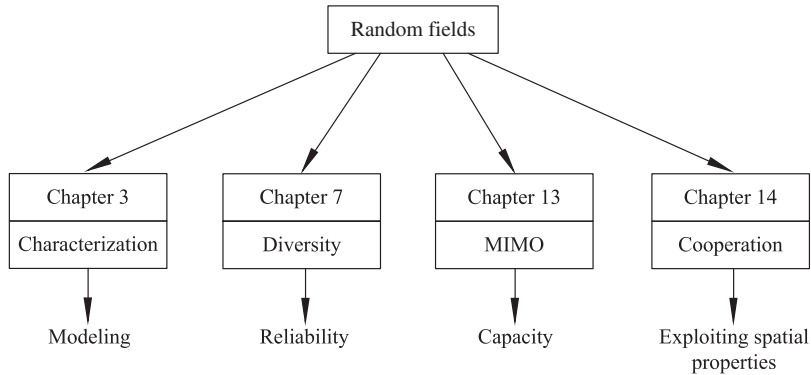 Random fields
Chapter 3
Chapter 7
Chapter 13
Chapter 14
Characterization
Diversity
MIMO
Cooperation
Modeling
Reliability
Capacity
Exploiting spatial
properties